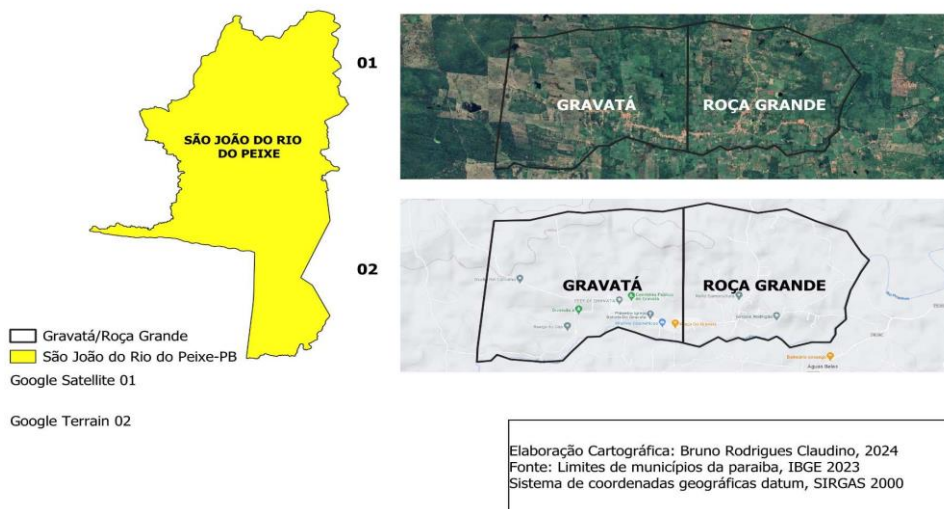 SÃO JOÃO DO RIO
DO PEIXE
Gravatá/Roça Grande
São João do Rio do Peixe-PB
Google Satellite 01
Google Terrain 02
01
GRAVATÁ
ROÇA GRANDE
02
GRAVATÁ
ROÇA GRANDE
Elaboração Cartográfica: Bruno Rodrigues Claudino, 2024
Fonte: Limites de municípios da paraiba, IBGE 2023
Sistema de coordenadas geográficas datum, SIRGAS 2000